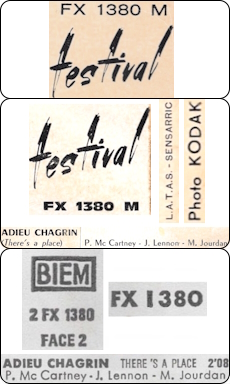 FX 1380 M
festival
festival
FX 1380 M
L.A.T.A.S. - SENSARRIC
Photo KODAK
ADIEU CHAGRIN
(There's a place)
P. Mc Cartney - J. Lennon - M. Jourdan
BIEM
2 FX 1380
FACE 2
FX 1380
ADIEU CHAGRIN THERE'S A PLACE 2'08
P. Mc Cartney - J. Lennon - M. Jourdan